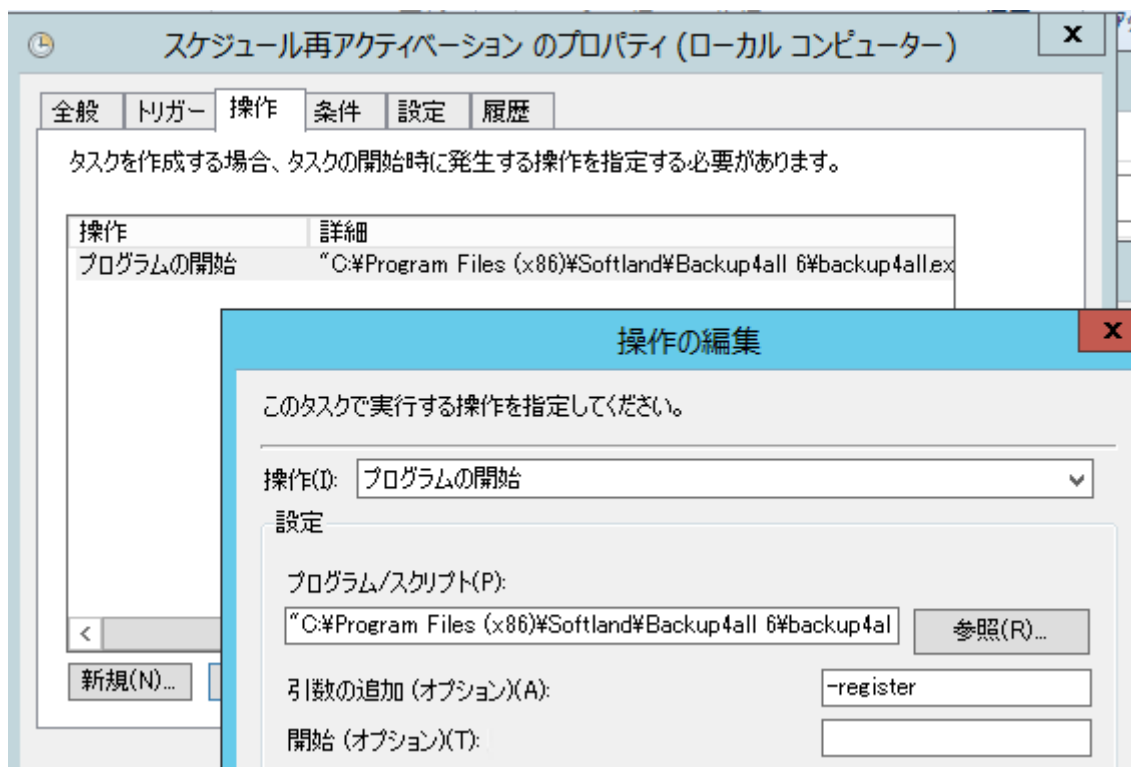 スケジュール再アクティベーション のプロパティ (ローカル コンピューター)
x
全般 トリガー 操作 条件 設定 履歴
タスクを作成する場合、タスクの開始時に発生する操作を指定する必要があります。
操作 詳細
プログラムの開始 "C:¥Program Files (x86)¥Softland¥Backup4all 6¥backup4all.ex
操作の編集
x
このタスクで実行する操作を指定してください。
操作(I): プログラムの開始
設定
プログラム/スクリプト(P):
"C:¥Program Files (x86)¥Softland¥Backup4all 6¥backup4al 参照(R)...
新規(N)...
引数の追加 (オプション)(A): -register
開始 (オプション)(T):